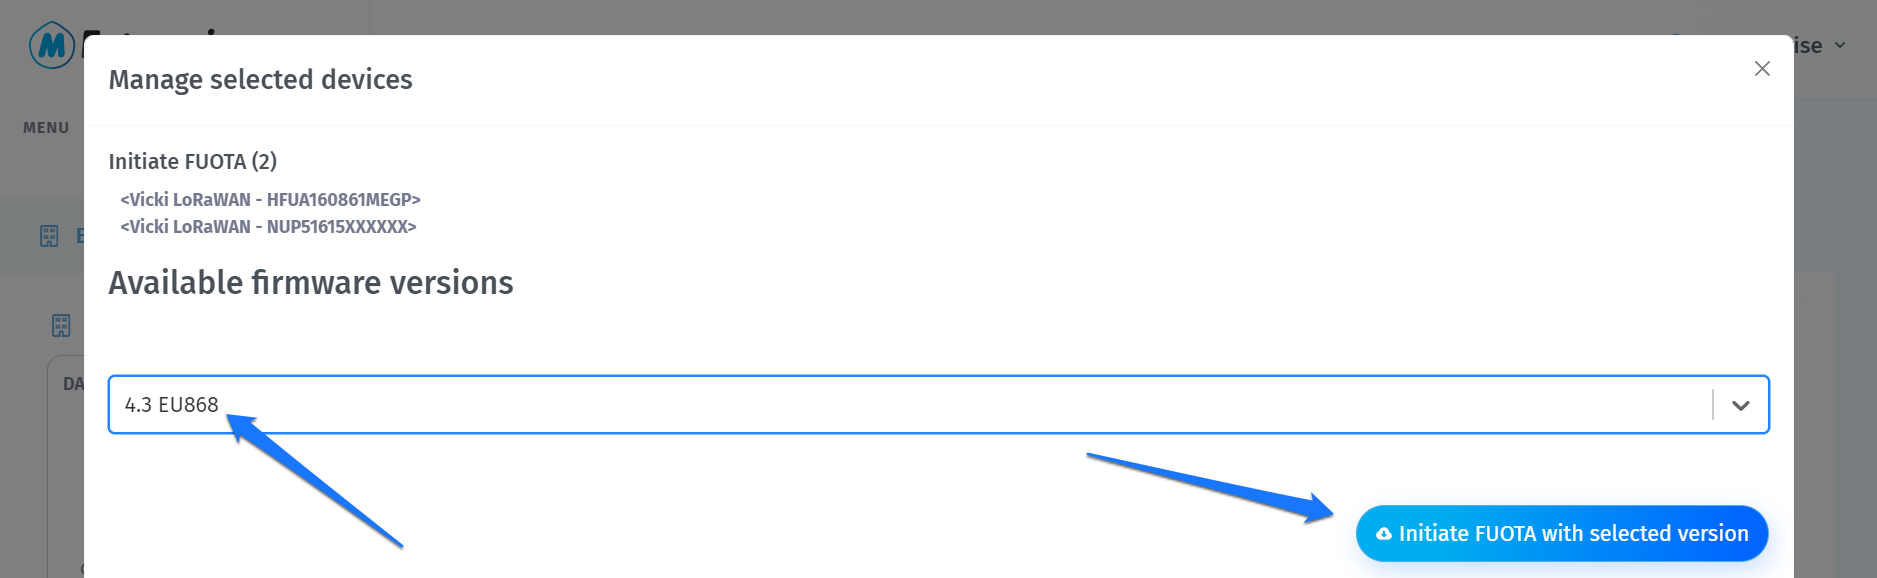 Manage selected devices
ise
MENU
Initiate FUOTA (2)
<Vicki LoRaWAN - HFUA160861MEGP>
<Vicki LoRaWAN - NUP51615XXXXXX>
Available firmware versions
DA
4.3 EU868
Initiate FUOTA with selected version